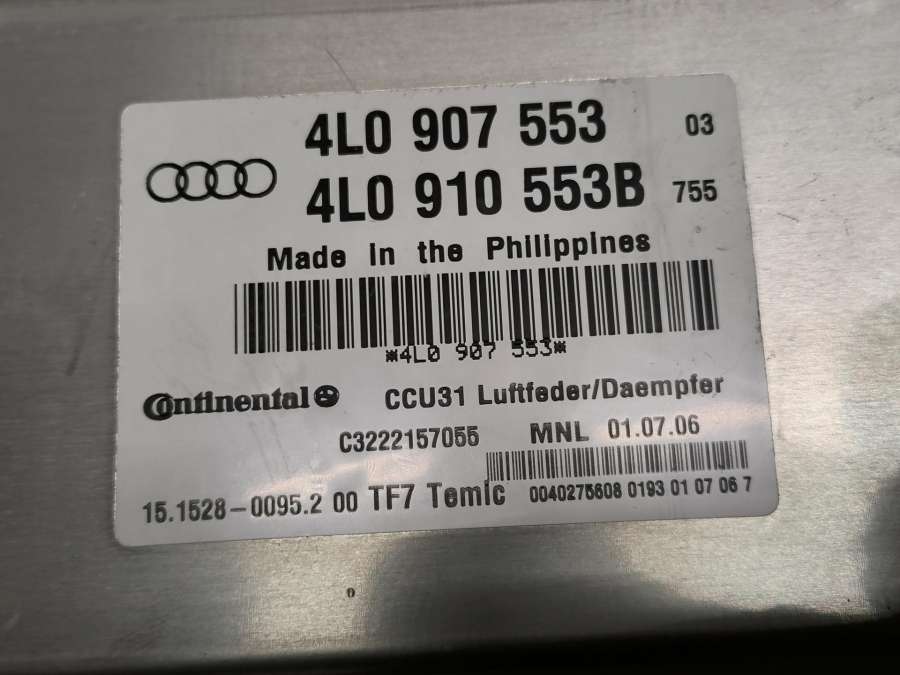 4L0 907 553 03
4L0 910 553B 755
Made in the Philippines
*4L0 907 553*
Continental CCU31 Luftfeder/Daempfer
C3222157055 MNL 01.07.06
15.1528-0095.2 00 TF7 Temic 0040275608 0193 01 07 06 7